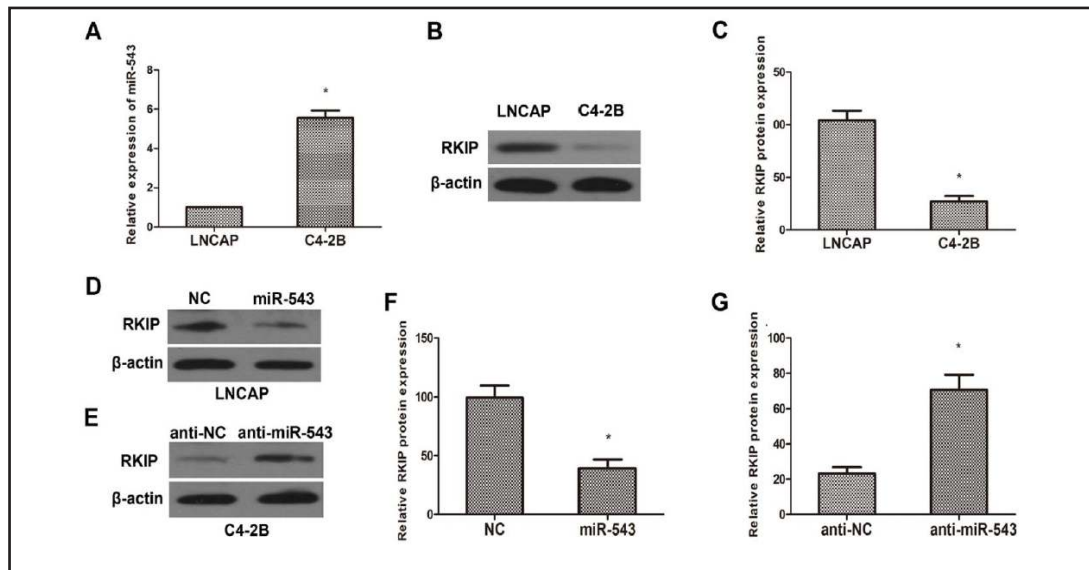 A
Relative expression of miR-543
8
6
4
2
0
*
LNCAP
C4-2B
B
LNCAP C4-2B
RKIP
β-actin
C
Relative RKIP protein expression
50
00
50
0
*
LNCAP
C4-2B
D
NC miR-543
RKIP
β-actin
LNCAP
E
anti-NC anti-miR-543
RKIP
β-actin
C4-2B
F
Relative RKIP protein expression
150
100
50
0
*
NC
miR-543
G
Relative RKIP protein expression
100
80
60
40
20
0
*
anti-NC
anti-miR-543